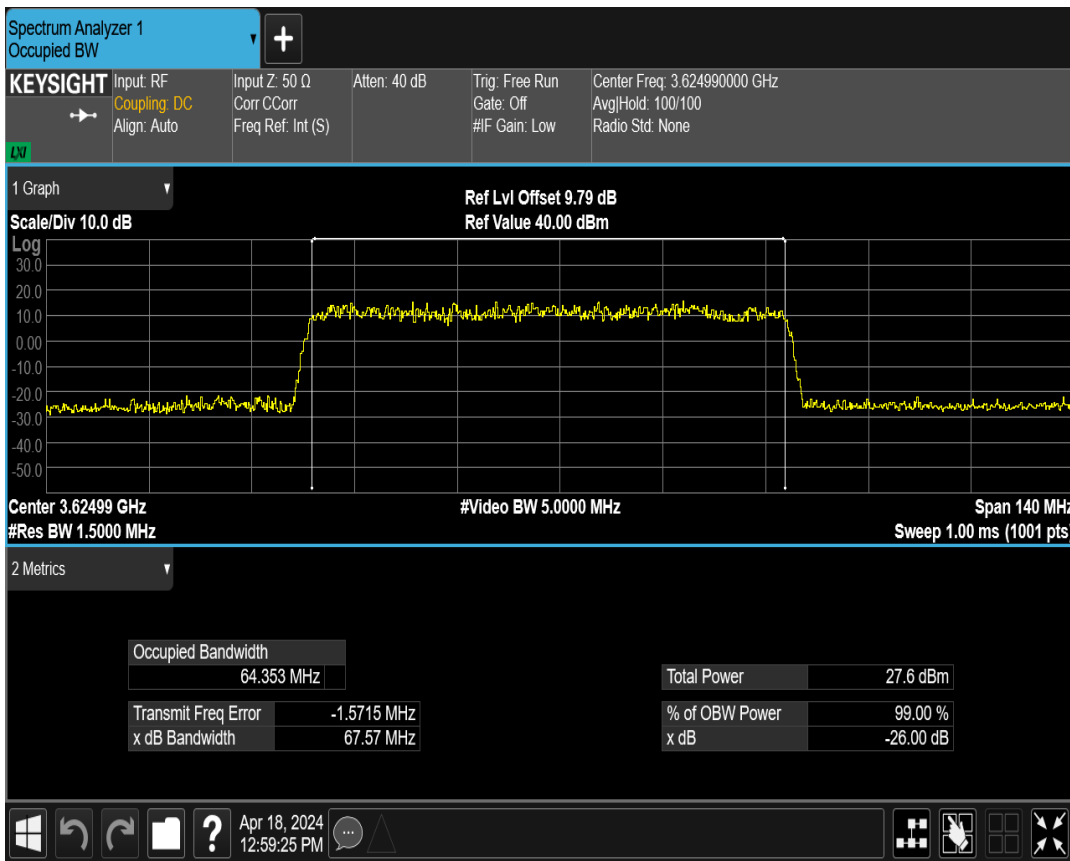 Spectrum Analyzer 1
Occupied BW
+
KEYSIGHT
LXI
Input: RF
Coupling: DC
Align: Auto
Input Z: 50 Ω
Corr CCorr
Freq Ref: Int (S)
Atten: 40 dB
Trig: Free Run
Gate: Off
#IF Gain: Low
Center Freq: 3.624990000 GHz
Avg|Hold: 100/100
Radio Std: None
1 Graph
Ref Lvl Offset 9.79 dB
Scale/Div 10.0 dB
Ref Value 40.00 dBm
Log
30.0
20.0
10.0
0.00
-10.0
-20.0
-30.0
-40.0
-50.0
Center 3.62499 GHz
#Video BW 5.0000 MHz
Span 140 MHz
#Res BW 1.5000 MHz
Sweep 1.00 ms (1001 pts)
2 Metrics
Occupied Bandwidth
64.353 MHz
Total Power 27.6 dBm
Transmit Freq Error -1.5715 MHz
% of OBW Power 99.00 %
x dB Bandwidth 67.57 MHz
x dB -26.00 dB
?
Apr 18, 2024
12:59:25 PM